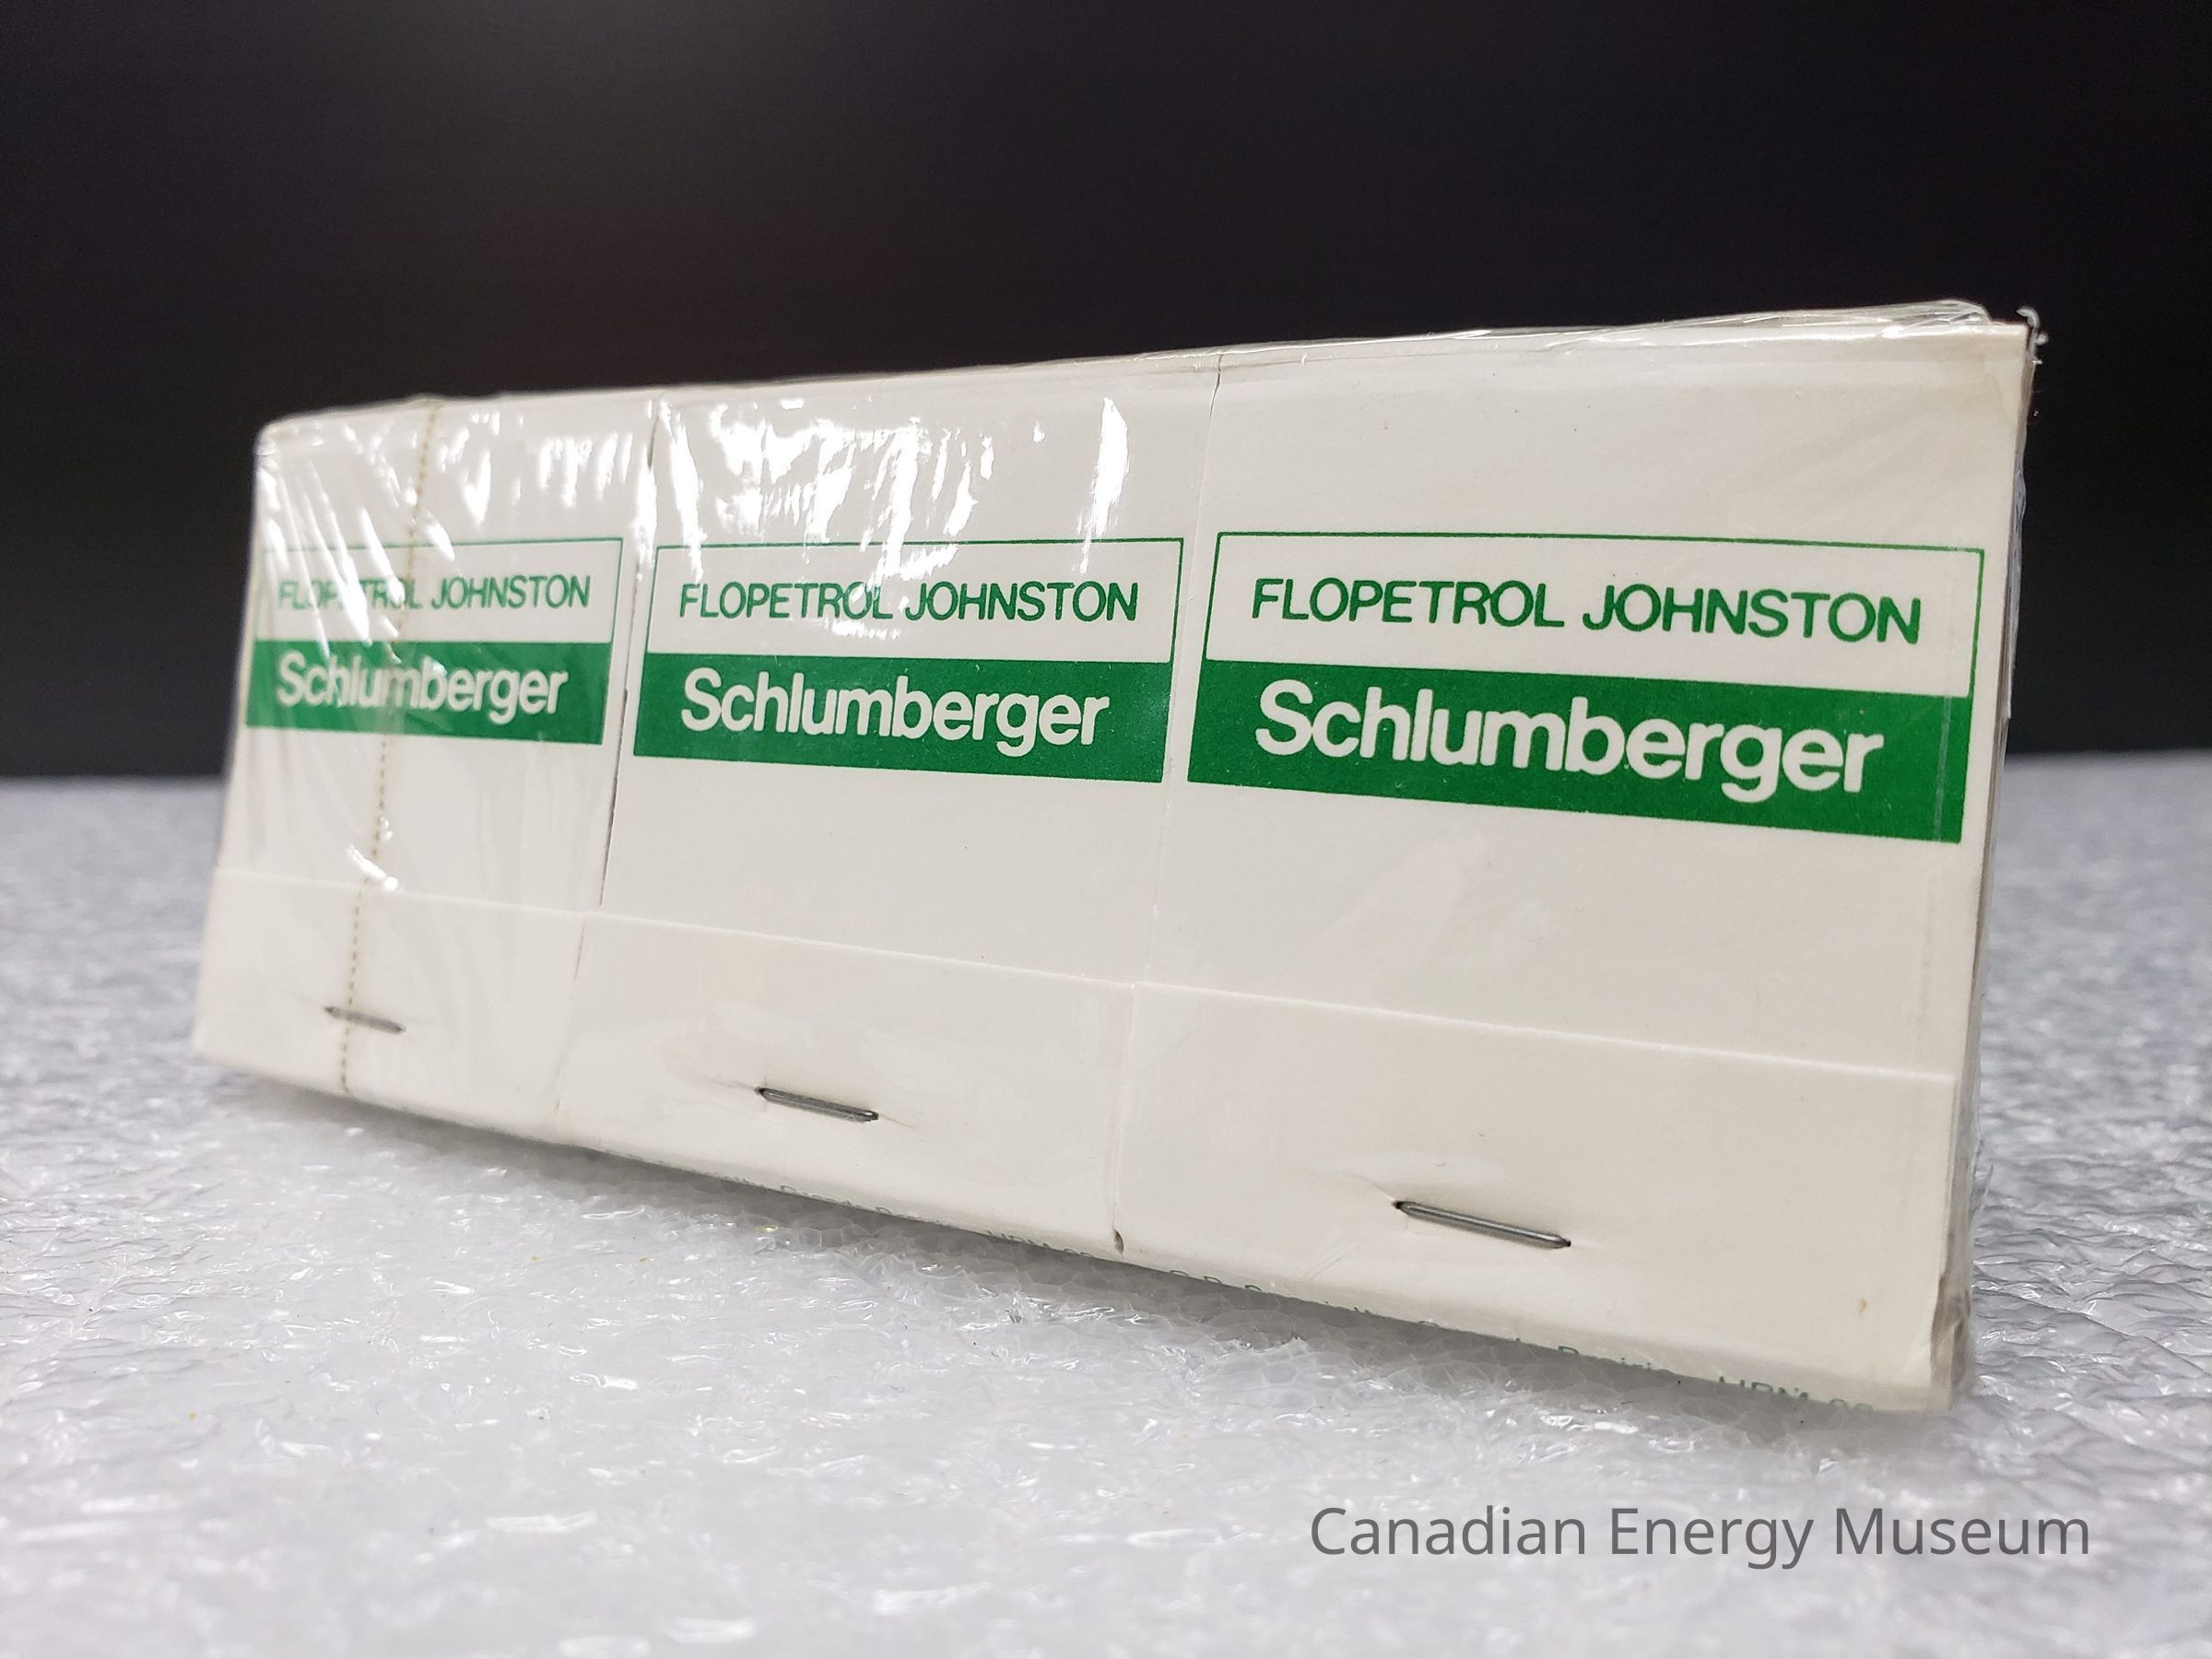 FLOPETROL JOHNSTON
Schlumberger
FLOPETROL JOHNSTON
Schlumberger
FLOPETROL JOHNSTON
Schlumberger
Canadian Energy Museum